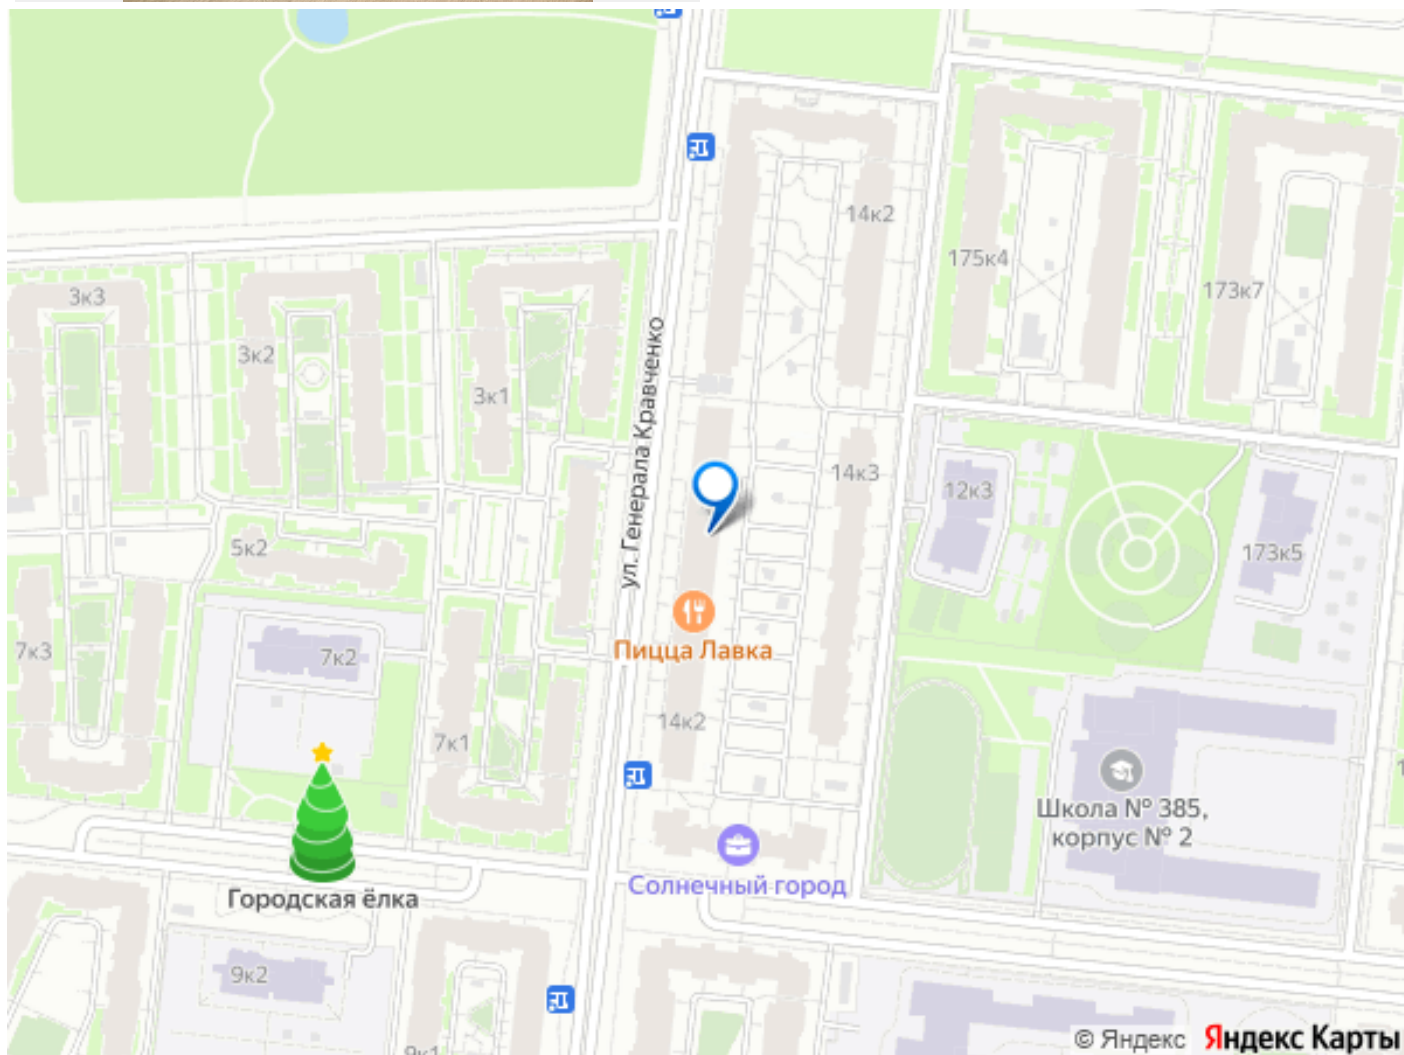 14к2
175к4
173к7
3к3
3к2
3к1
ул. Генерала Кравченко
14к3
12к3
173к5
5к2
7к3
7к2
Пицца Лавка
14к2
7к1
Школа № 385,
корпус № 2
Солнечный город
Городская ёлка
9к2
9к1
© Яндекс Яндекс Карты